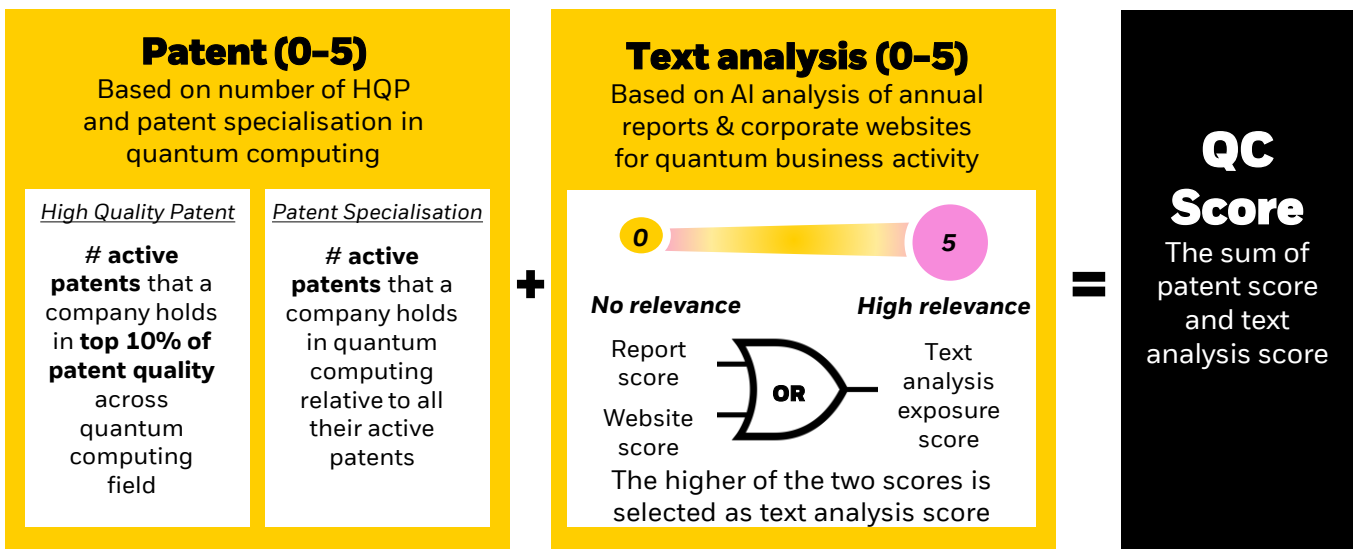 Patent (0–5)
Based on number of HQP
and patent specialisation in
quantum computing
High Quality Patent
# active
patents that a
company holds
in top 10% of
patent quality
across
quantum
computing
field
Patent Specialisation
# active
patents that a
company holds
in quantum
computing
relative to all
their active
patents
+
Text analysis (0–5)
Based on AI analysis of annual
reports & corporate websites
for quantum business activity
0
5
No relevance
High relevance
Report
score
Website
score
OR
Text
analysis
exposure
score
The higher of the two scores is
selected as text analysis score
=
QC
Score
The sum of
patent score
and text
analysis score